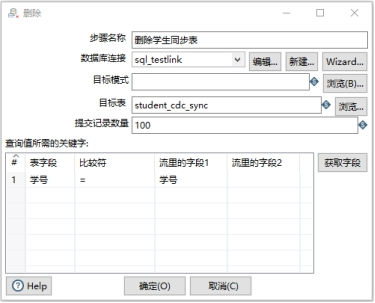 删除
步骤名称 删除学生同步表
数据库连接 sql_testlink 编辑... 新建... Wizard...
目标模式 浏览(B)...
目标表 student_cdc_sync 浏览...
提交记录数量 100
查询值所需的关键字:
# 表字段 比较符 流里的字段1 流里的字段2 获取字段
1 学号 = 学号
Help 确定(O) 取消(C)